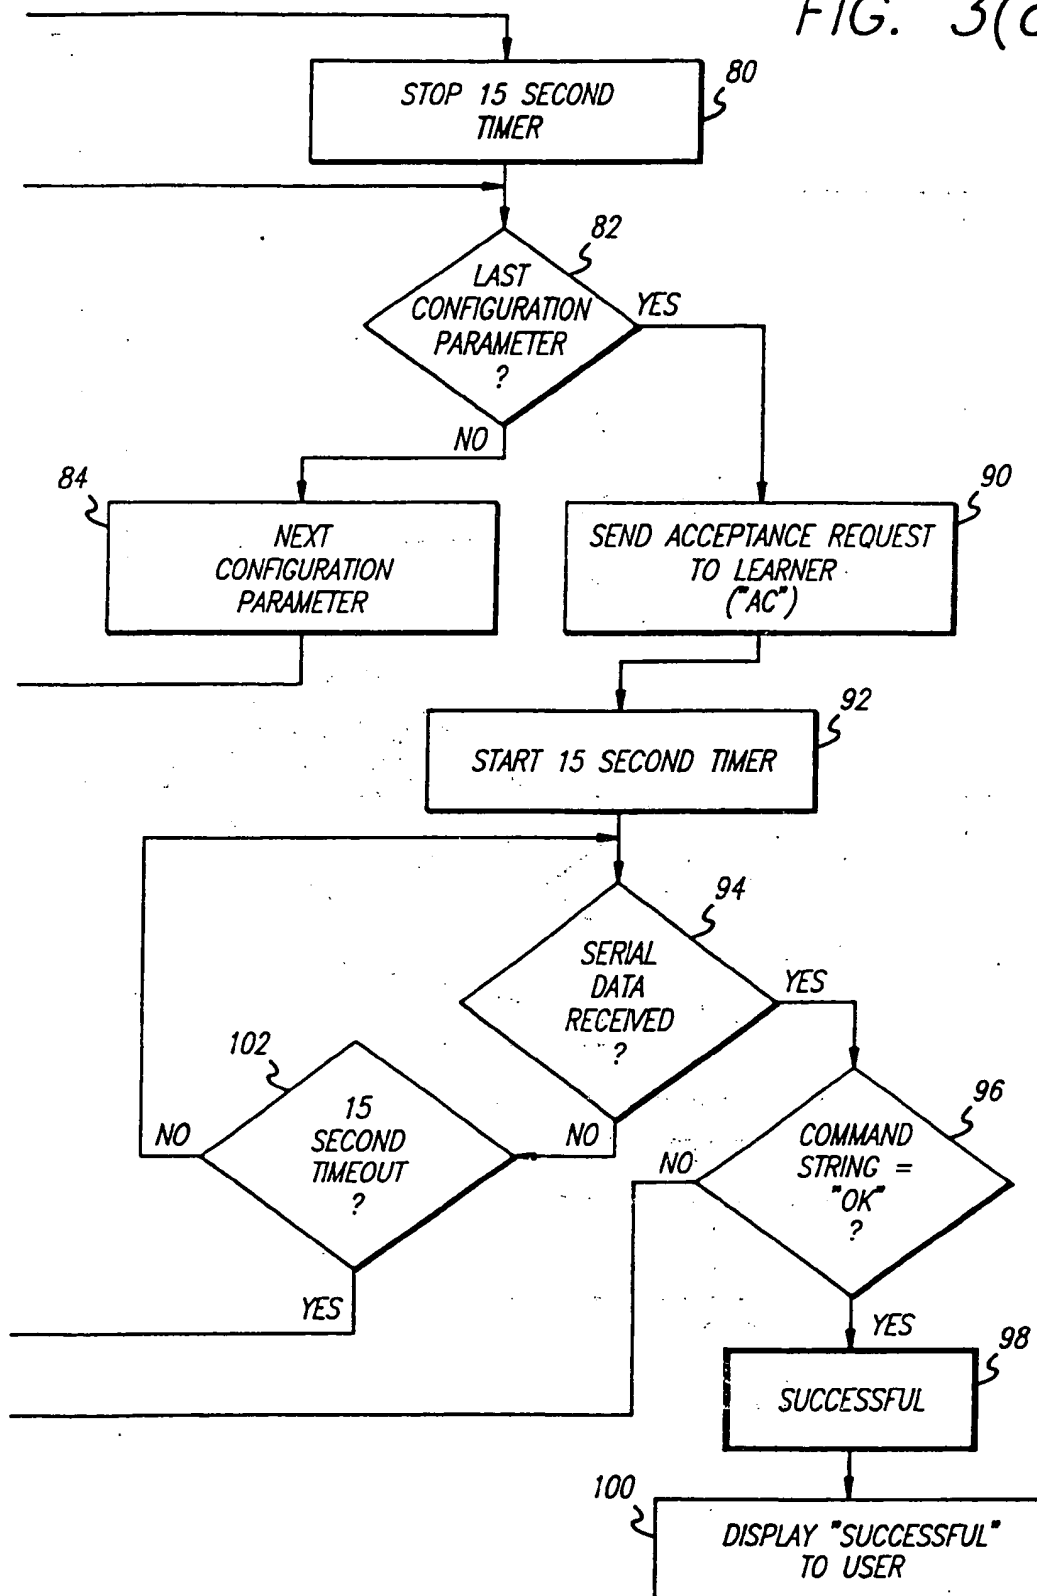 FIG. 3(
80
STOP 15 SECOND
TIMER
82
LAST
CONFIGURATION
PARAMETER
?
YES
NO
84
NEXT
CONFIGURATION
PARAMETER
90
SEND ACCEPTANCE REQUEST
TO LEARNER
("AC")
92
START 15 SECOND TIMER
94
SERIAL
DATA
RECEIVED
?
YES
NO
102
15
SECOND
TIMEOUT
?
NO
YES
96
COMMAND
STRING =
"OK"
?
NO
YES
98
SUCCESSFUL
100
DISPLAY "SUCCESSFUL"
TO USER